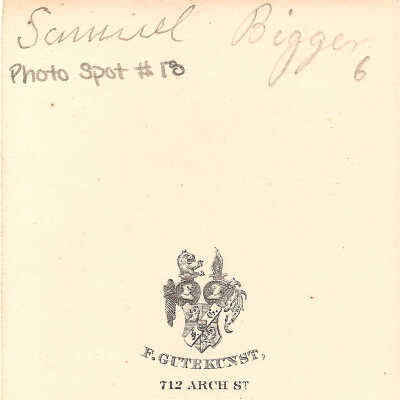 Samuel Bigger
Photo Spot # 18
6
F. GUTEKUNST,
712 ARCH ST